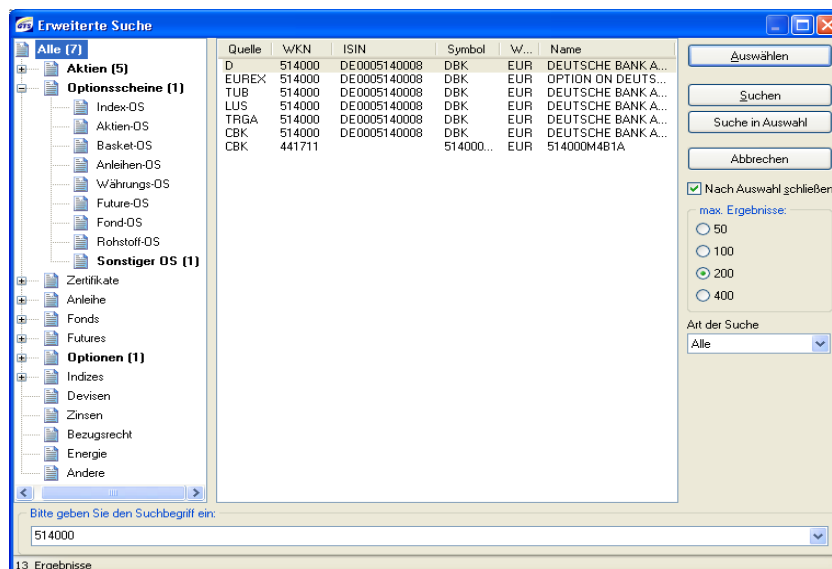 GTS Erweiterte Suche
Alle (7)
Aktien (5)
Optionsscheine (1)
Index-OS
Aktien-OS
Basket-OS
Anleihen-OS
Währungs-OS
Future-OS
Fond-OS
Rohstoff-OS
Sonstiger OS (1)
Zertifikate
Anleihe
Fonds
Futures
Optionen (1)
Indizes
Devisen
Zinsen
Bezugsrecht
Energie
Andere
Quelle WKN ISIN Symbol W... Name
D 514000 DE0005140008 DBK EUR DEUTSCHE BANK A...
EUREX 514000 DE0005140008 DBK EUR OPTION ON DEUTS...
TUB 514000 DE0005140008 DBK EUR DEUTSCHE BANK A...
LUS 514000 DE0005140008 DBK EUR DEUTSCHE BANK A...
TRGA 514000 DE0005140008 DBK EUR DEUTSCHE BANK A...
CBK 514000 DE0005140008 DBK EUR DEUTSCHE BANK A...
CBK 441711 514000... EUR 514000M4B1A
Auswählen
Suchen
Suche in Auswahl
Abbrechen
Nach Auswahl schließen
max. Ergebnisse:
50
100
200
400
Art der Suche
Alle
Bitte geben Sie den Suchbegriff ein:
514000
13 Ergebnisse